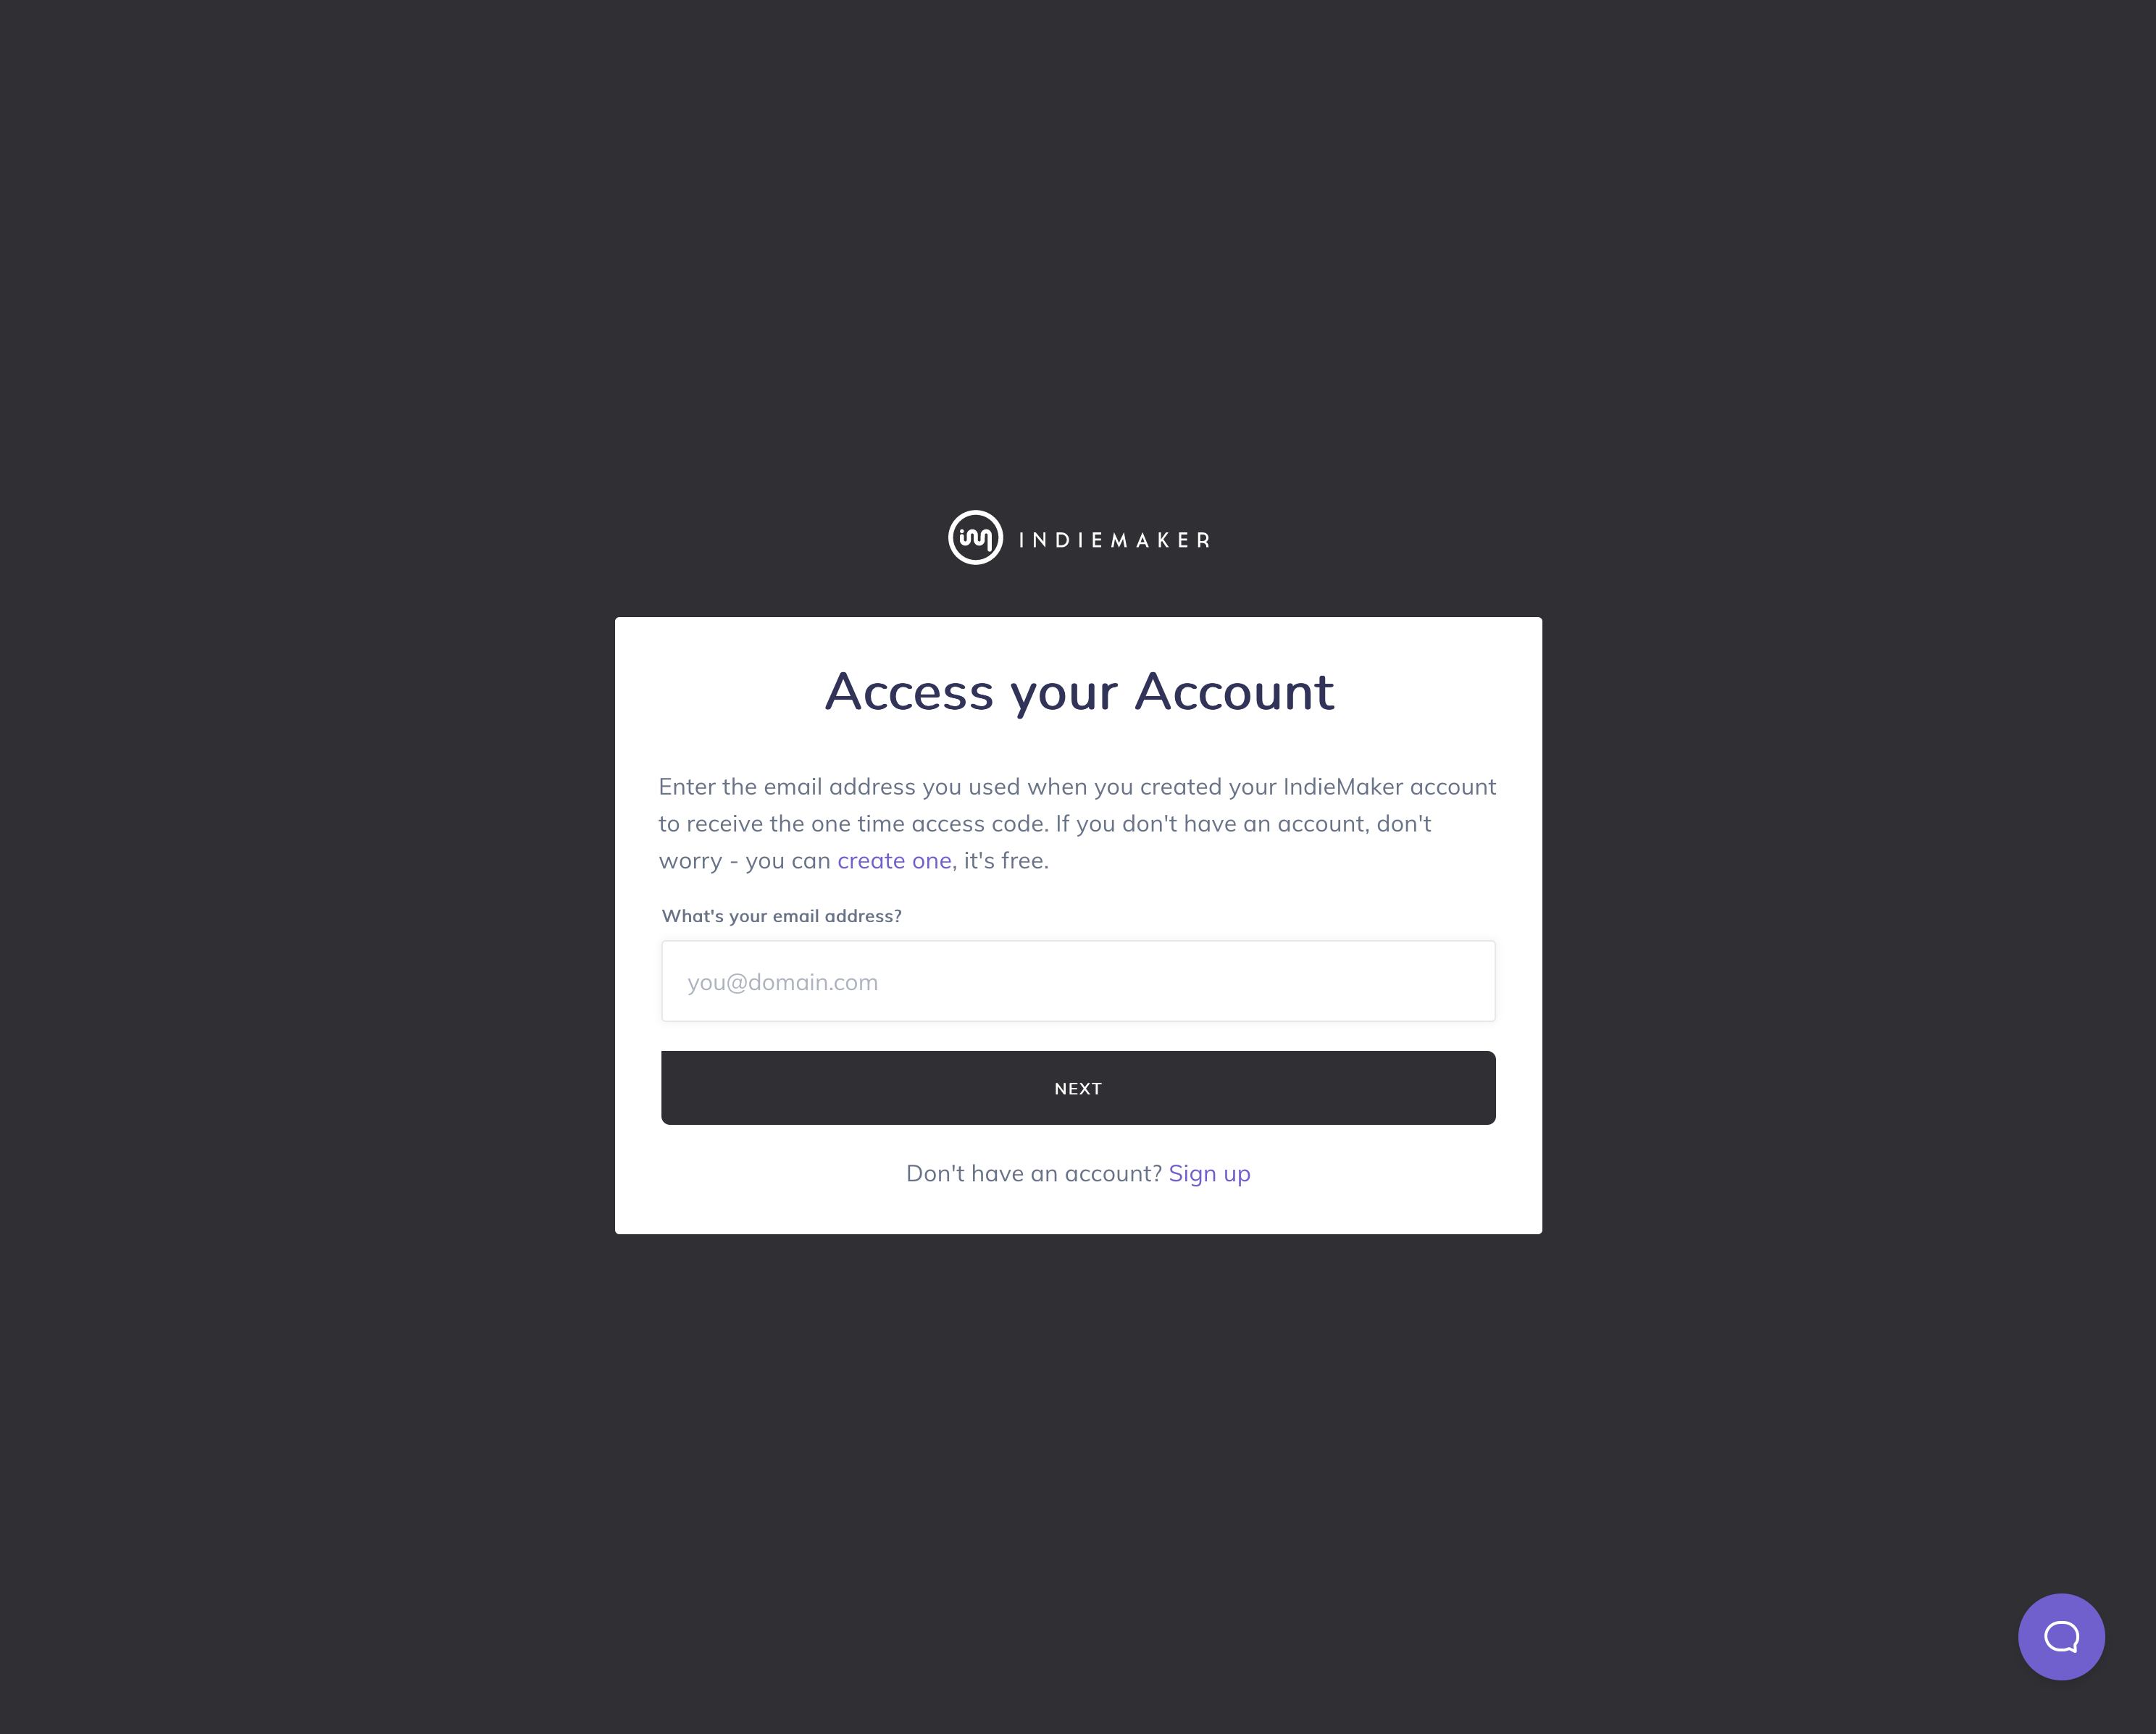 im INDIEMAKER
Access your Account
Enter the email address you used when you created your IndieMaker account
to receive the one time access code. If you don't have an account, don't
worry - you can create one, it's free.
What's your email address?
you@domain.com
NEXT
Don't have an account? Sign up